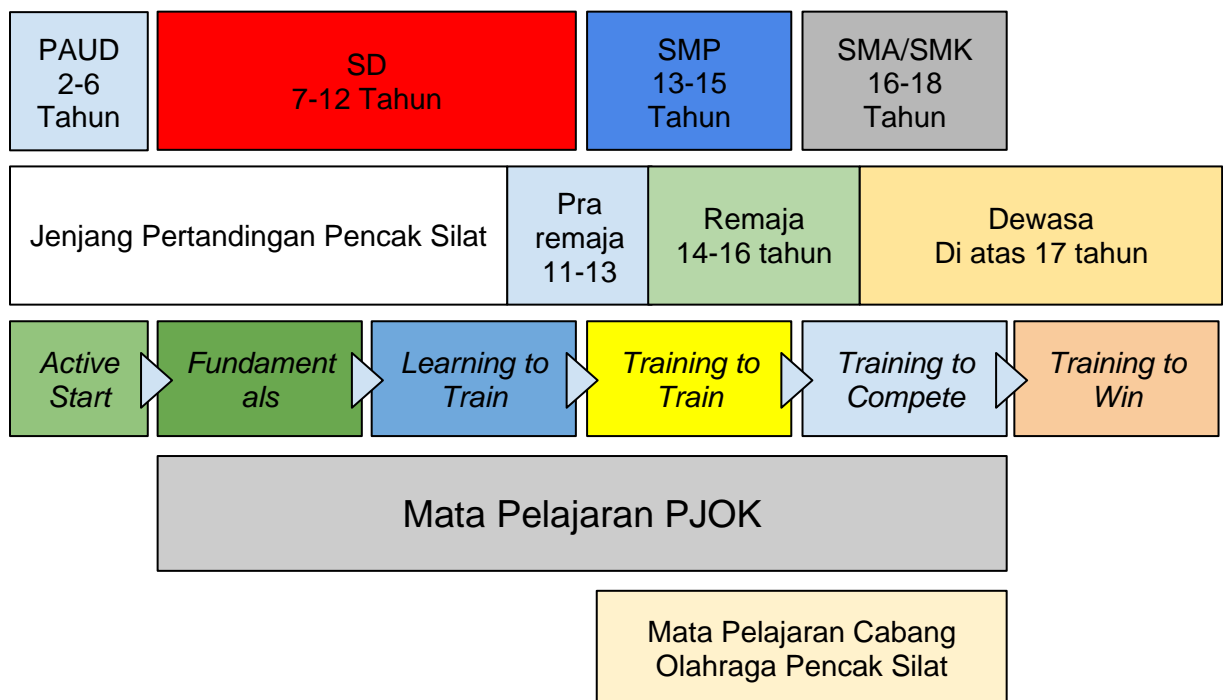 PAUD
2-6
Tahun
SD
7-12 Tahun
SMP
13-15
Tahun
SMA/SMK
16-18
Tahun
Jenjang Pertandingan Pencak Silat
Pra
remaja
11-13
Remaja
14-16 tahun
Dewasa
Di atas 17 tahun
Active
Start
Fundament
als
Learning to
Train
Training to
Train
Training to
Compete
Training to
Win
Mata Pelajaran PJOK
Mata Pelajaran Cabang
Olahraga Pencak Silat